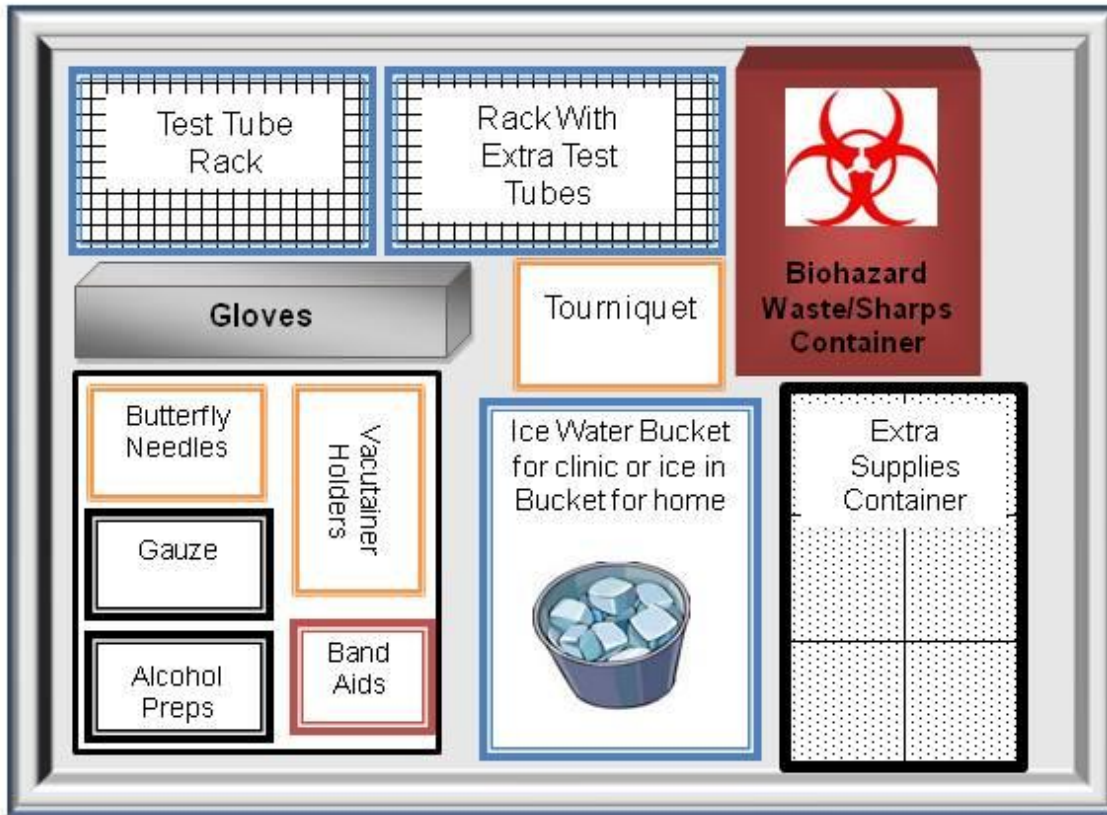 Test Tube
Rack
Rack With
Extra Test
Tubes
Biohazard
Waste/Sharps
Container
Gloves
Tourniquet
Butterfly
Needles
Vacutainer
Holders
Gauze
Alcohol
Preps
Band
Aids
Ice Water Bucket
for clinic or ice in
Bucket for home
Extra
Supplies
Container